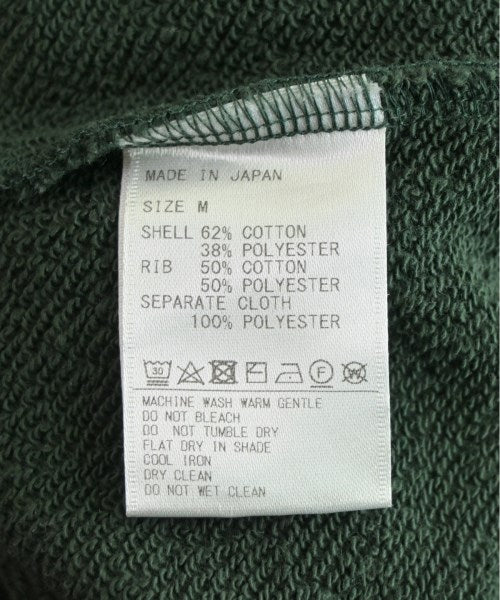 MADE IN JAPAN
SIZE M
SHELL 62% COTTON
38% POLYESTER
RIB 50% COTTON
50% POLYESTER
SEPARATE CLOTH
100% POLYESTER
30 F W
MACHINE WASH WARM GENTLE
DO NOT BLEACH
DO NOT TUMBLE DRY
FLAT DRY IN SHADE
COOL IRON
DRY CLEAN
DO NOT WET CLEAN